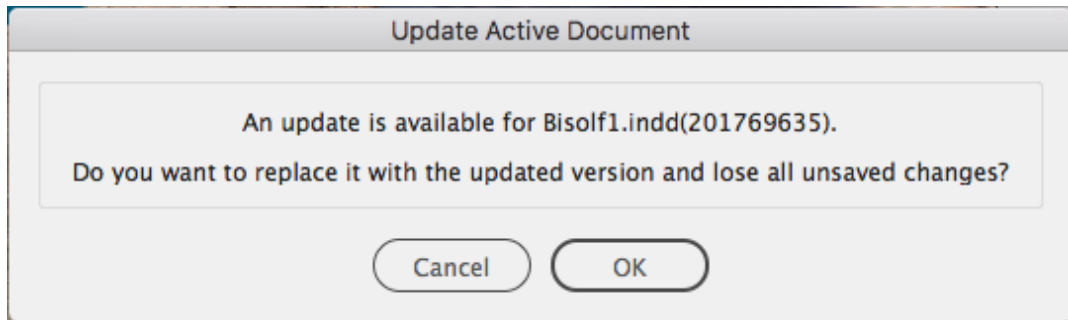 Update Active Document
An update is available for Bisolf1.indd(201769635).
Do you want to replace it with the updated version and lose all unsaved changes?
Cancel
OK